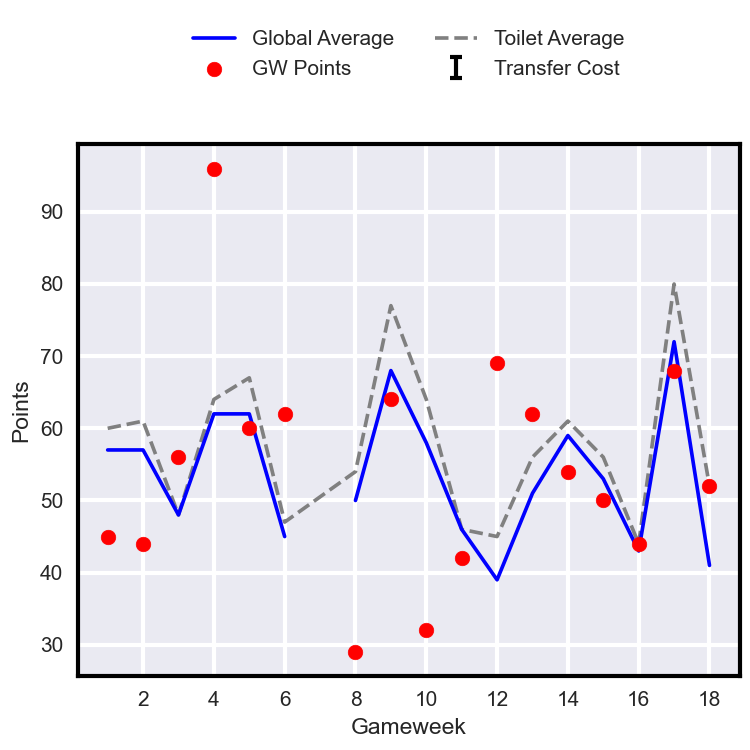 Global Average
Toilet Average
GW Points
Transfer Cost
90
80
70
60
50
40
30
Points
2 4 6 8 10 12 14 16 18
Gameweek